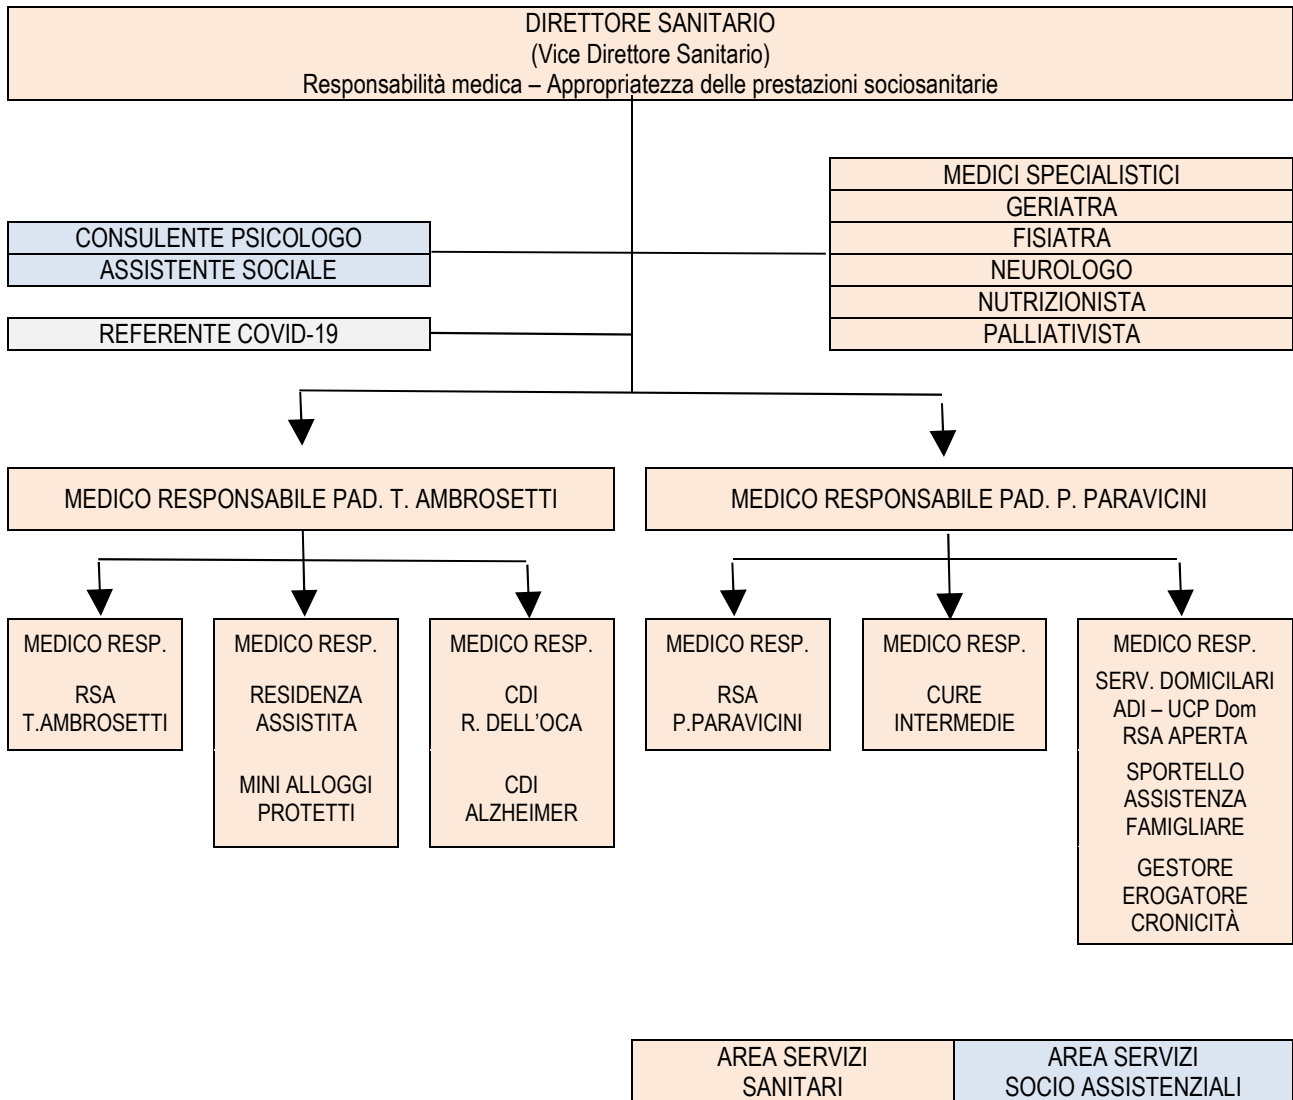 DIRETTORE SANITARIO
(Vice Direttore Sanitario)
Responsabilità medica – Appropriatezza delle prestazioni sociosanitarie
MEDICI SPECIALISTICI
GERIATRA
FISIATRA
NEUROLOGO
NUTRIZIONISTA
PALLIATIVISTA
CONSULENTE PSICOLOGO
ASSISTENTE SOCIALE
REFERENTE COVID-19
MEDICO RESPONSABILE PAD. T. AMBROSETTI
MEDICO RESPONSABILE PAD. P. PARAVICINI
MEDICO RESP.
RSA
T.AMBROSETTI
MEDICO RESP.
RESIDENZA
ASSISTITA
MINI ALLOGGI
PROTETTI
MEDICO RESP.
CDI
R. DELL’OCA
CDI
ALZHEIMER
MEDICO RESP.
RSA
P.PARAVICINI
MEDICO RESP.
CURE
INTERMEDIE
MEDICO RESP.
SERV. DOMICILARI
ADI – UCP Dom
RSA APERTA
SPORTELLO
ASSISTENZA
FAMIGLIARE
GESTORE
EROGATORE
CRONICITÀ
AREA SERVIZI
SANITARI
AREA SERVIZI
SOCIO ASSISTENZIALI